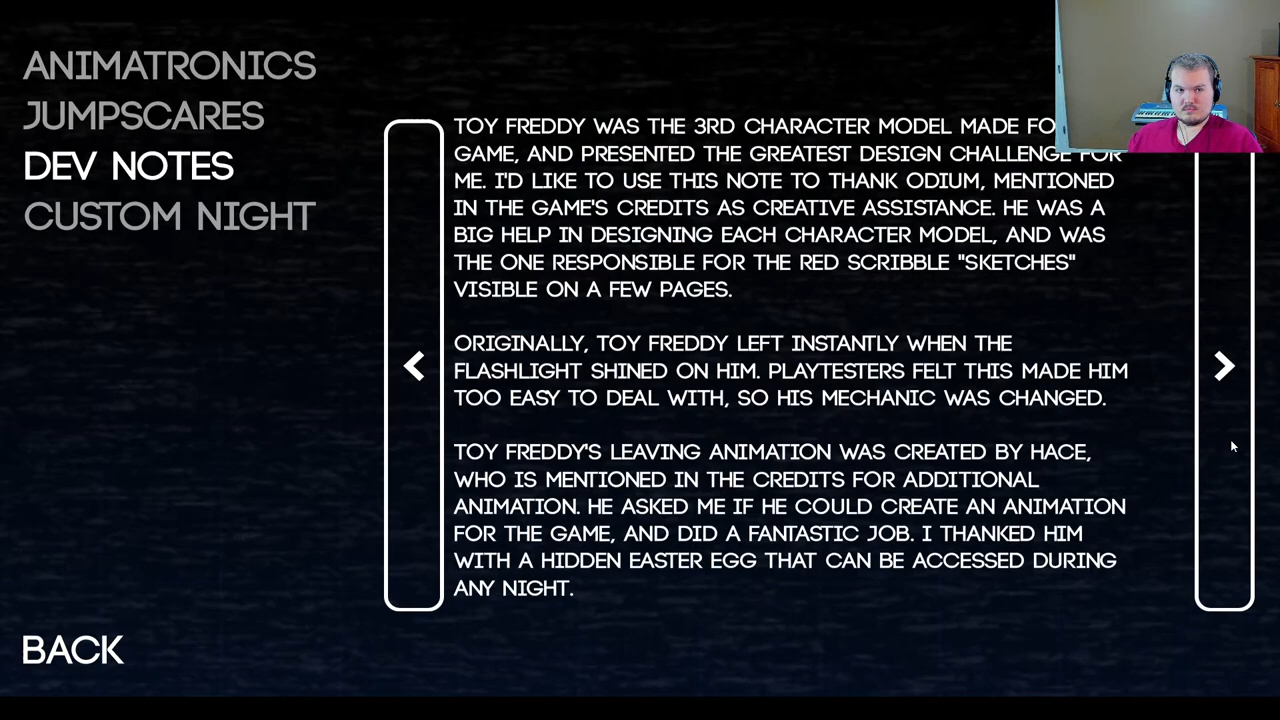 ANIMATRONICS
JUMPSCARES
DEV NOTES
CUSTOM NIGHT
TOY FREDDY WAS THE 3RD CHARACTER MODEL MADE
GAME, AND PRESENTED THE GREATEST DESIGN CHALLENGE FOR
ME. I'D LIKE TO USE THIS NOTE TO THANK ODIUM, MENTIONED
IN THE GAME'S CREDITS AS CREATIVE ASSISTANCE. HE WAS A
BIG HELP IN DESIGNING EACH CHARACTER MODEL, AND WAS
THE ONE RESPONSIBLE FOR THE RED SCRIBBLE "SKETCHES"
VISIBLE ON A FEW PAGES.
ORIGINALLY, TOY FREDDY LEFT INSTANTLY WHEN THE
FLASHLIGHT SHINED ON HIM. PLAYTESTERS FELT THIS MADE HIM
TOO EASY TO DEAL WITH, SO HIS MECHANIC WAS CHANGED.
TOY FREDDY'S LEAVING ANIMATION WAS CREATED BY HACE,
WHO IS MENTIONED IN THE CREDITS FOR ADDITIONAL
ANIMATION. HE ASKED ME IF HE COULD CREATE AN ANIMATION
FOR THE GAME, AND DID A FANTASTIC JOB. I THANKED HIM
WITH A HIDDEN EASTER EGG THAT CAN BE ACCESSED DURING
ANY NIGHT.
BACK